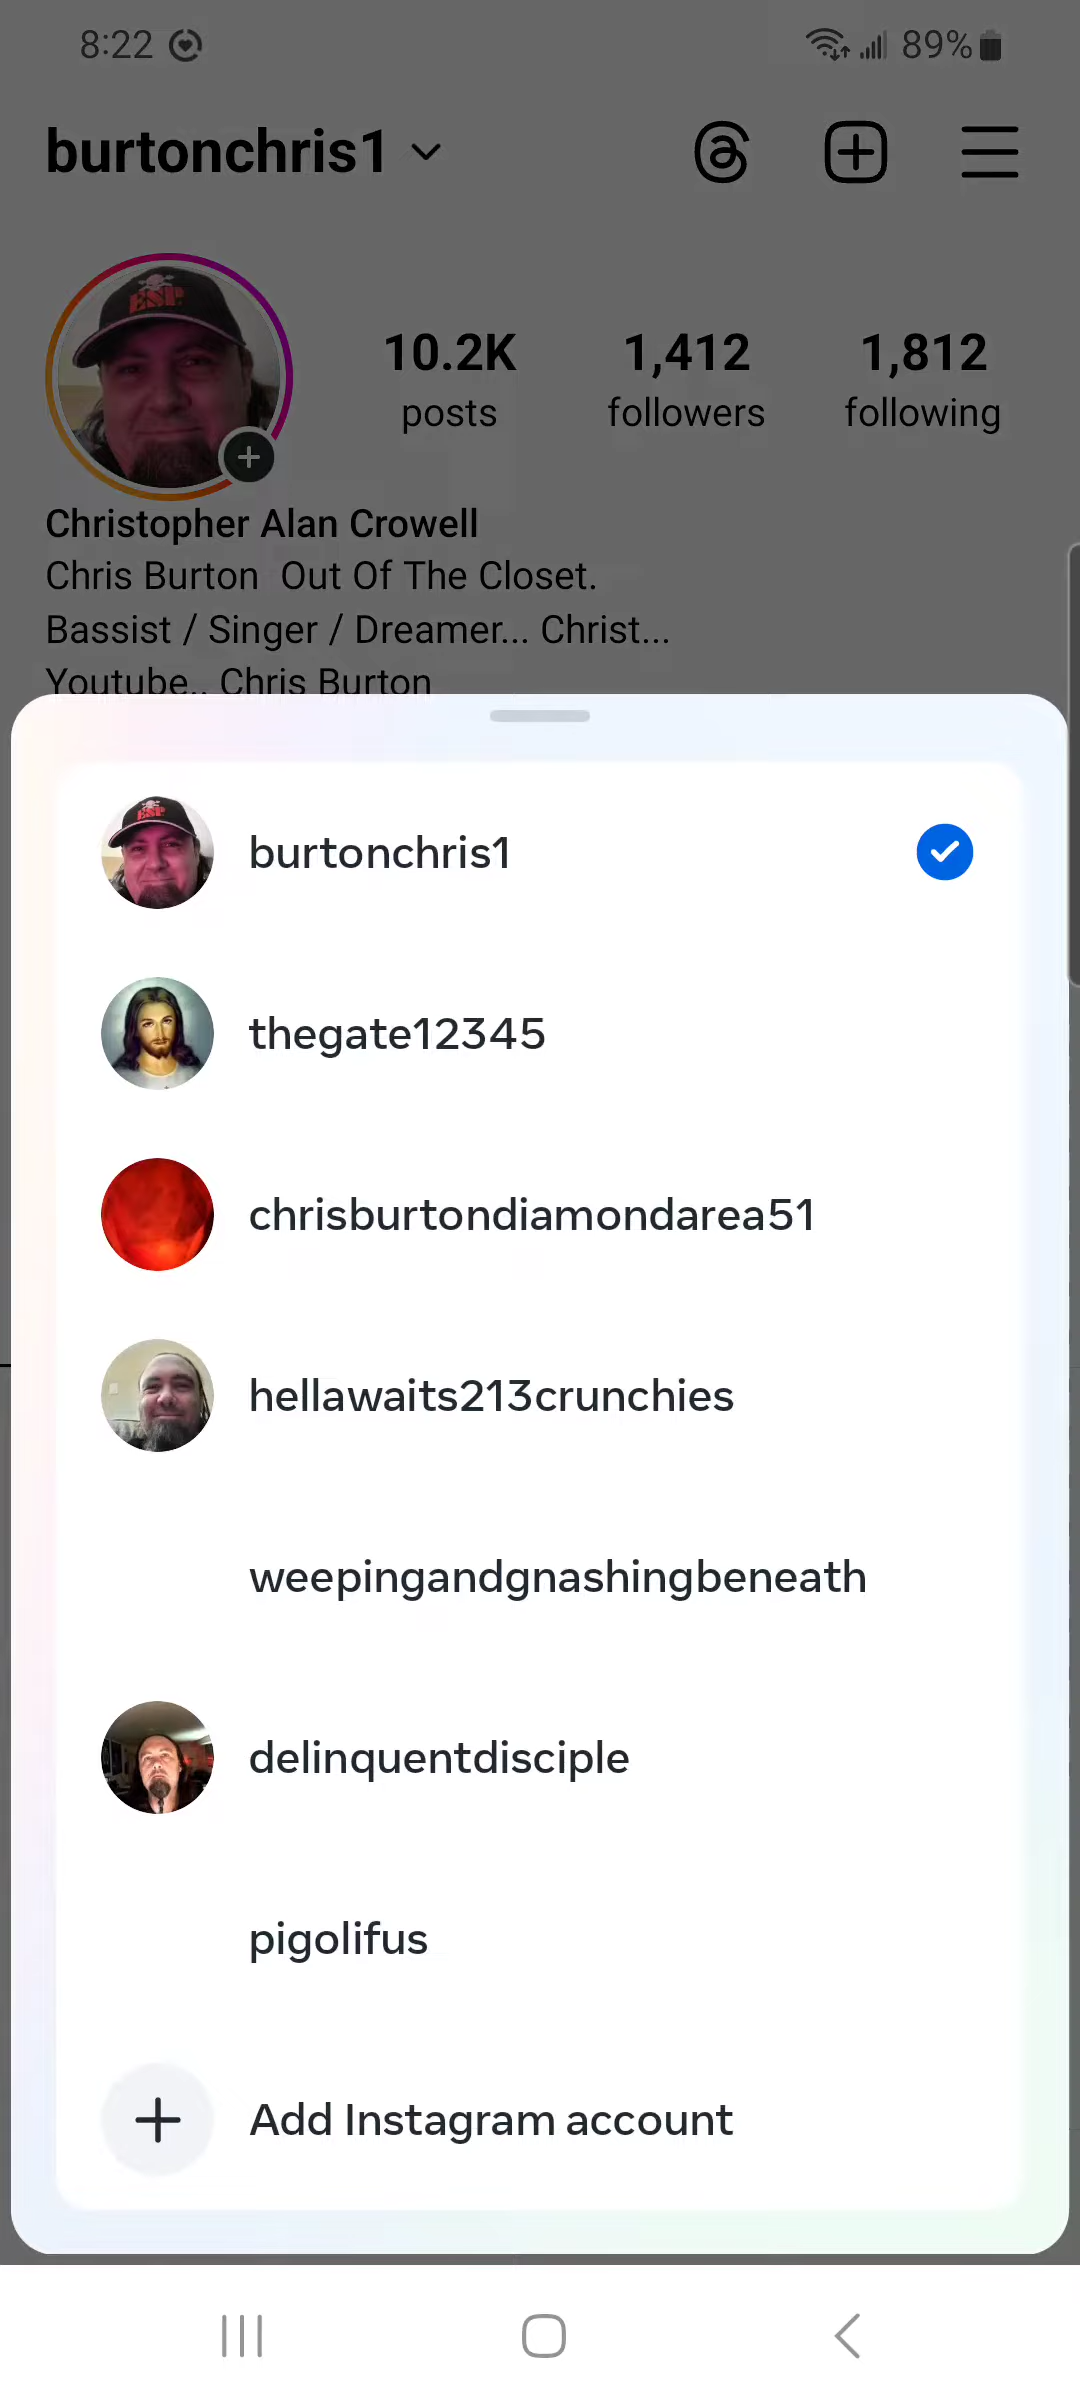 8:22
89%
burtonchris1
ESP
10.2K
1,412
1,812
posts
followers
following
Christopher Alan Crowell
Chris Burton Out Of The Closet.
Bassist / Singer / Dreamer... Christ...
Youtube.. Chris Burton
ESP
burtonchris1
thegate12345
chrisburtondiamondarea51
hellawaits213crunchies
weepingandgnashingbeneath
delinquentdisciple
pigolifus
Add Instagram account